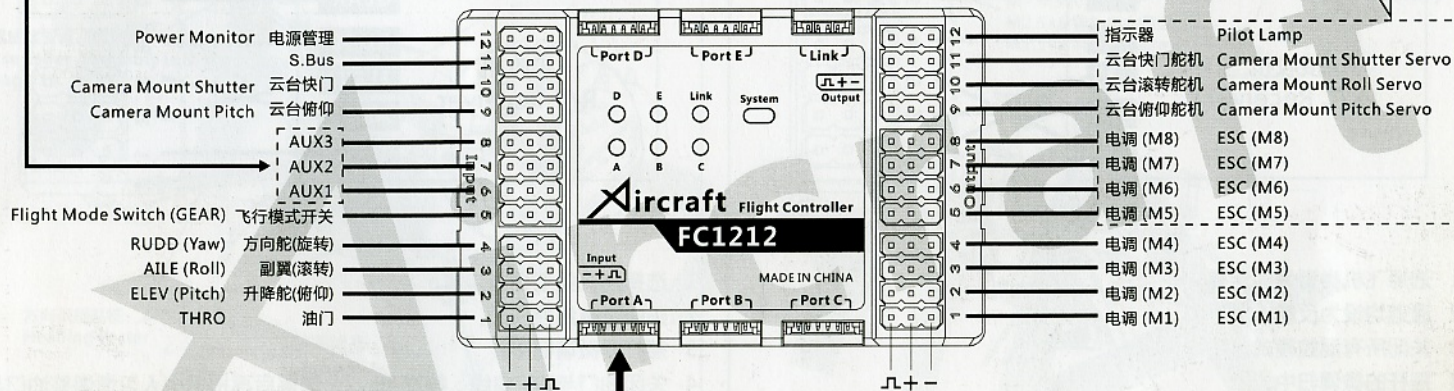 Power Monitor 电源管理
S.Bus
Camera Mount Shutter 云台快门
Camera Mount Pitch 云台俯仰
AUX3
AUX2
AUX1
Flight Mode Switch (GEAR) 飞行模式开关
RUDD (Yaw) 方向舵(旋转)
AILE (Roll) 副翼(滚转)
ELEV (Pitch) 升降舵(俯仰)
THRO 油门
12
11
10
9
8
7
6
5
4
3
2
1
Input
Port D
Port E
Link
Output
D E Link System
A B C
Aircraft Flight Controller
FC1212
Input
MADE IN CHINA
Port A
Port B
Port C
12
11
10
9
8
7
6
5
4
3
2
1
Output
指示器 Pilot Lamp
云台快门舵机 Camera Mount Shutter Servo
云台滚转舵机 Camera Mount Roll Servo
云台俯仰舵机 Camera Mount Pitch Servo
电调 (M8) ESC (M8)
电调 (M7) ESC (M7)
电调 (M6) ESC (M6)
电调 (M5) ESC (M5)
电调 (M4) ESC (M4)
电调 (M3) ESC (M3)
电调 (M2) ESC (M2)
电调 (M1) ESC (M1)
Aircraft